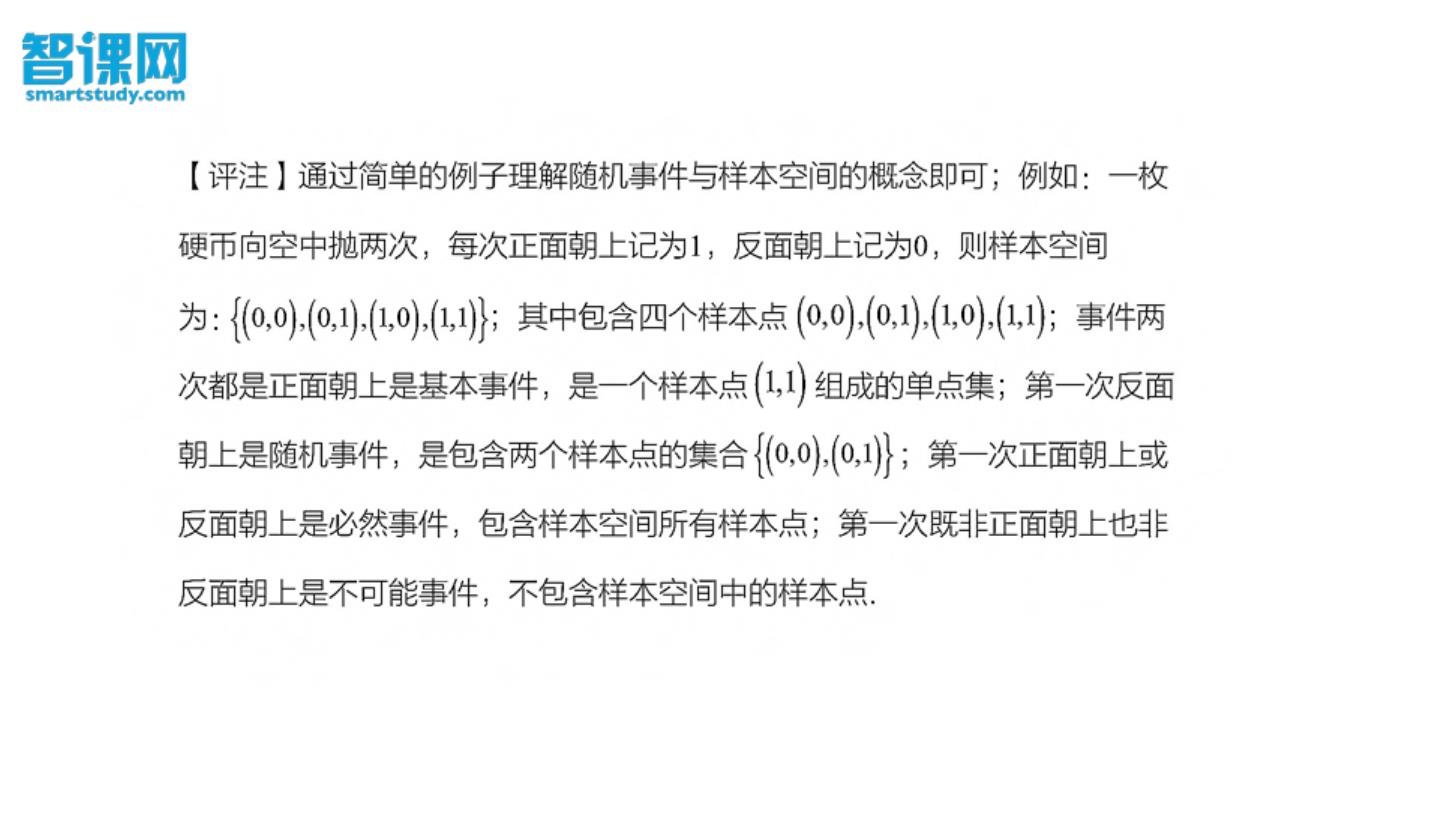 智课网
smartstudy.com
【评注】通过简单的例子理解随机事件与样本空间的概念即可；例如：一枚
硬币向空中抛两次，每次正面朝上记为1，反面朝上记为0，则样本空间
为：{(0,0),(0,1),(1,0),(1,1)}；其中包含四个样本点(0,0),(0,1),(1,0),(1,1)；事件两
次都是正面朝上是基本事件，是一个样本点(1,1)组成的单点集；第一次反面
朝上是随机事件，是包含两个样本点的集合{(0,0),(0,1)}；第一次正面朝上或
反面朝上是必然事件，包含样本空间所有样本点；第一次既非正面朝上也非
反面朝上是不可能事件，不包含样本空间中的样本点.